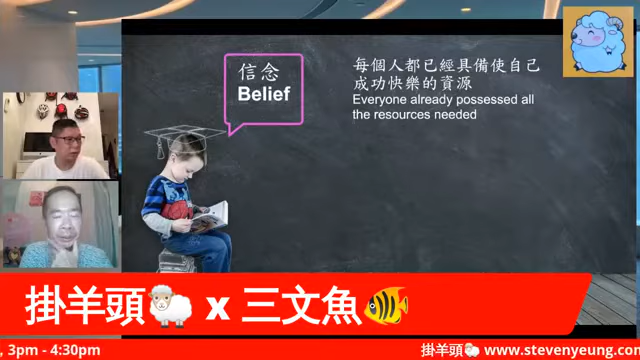 信念
Belief
每個人都已經具備使自己
成功快樂的資源
Everyone already possessed all
the resources needed
掛羊頭🐑 x 三文魚🐠
, 3pm - 4:30pm
掛羊頭🐑 www.stevenyeung.com